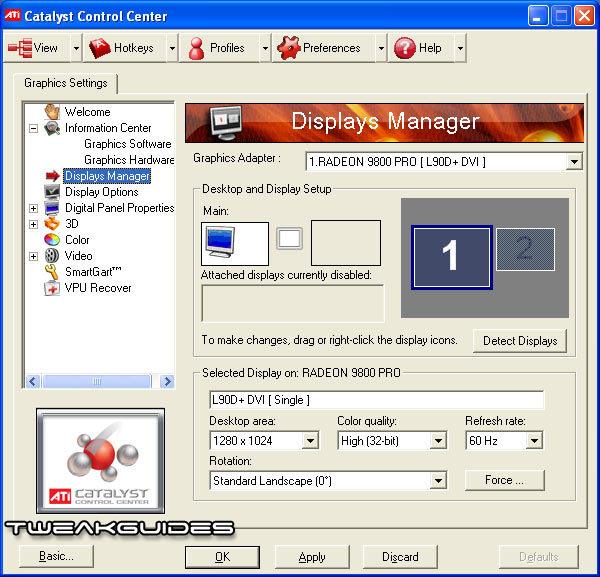 ATI Catalyst Control Center
View Hotkeys Profiles Preferences Help
Graphics Settings
Welcome
Information Center
Graphics Software
Graphics Hardware
Displays Manager
Display Options
Digital Panel Properties
3D
Color
Video
SmartGart™
VPU Recover
Displays Manager
Graphics Adapter :
1.RADEON 9800 PRO [ L90D+ DVI ]
Desktop and Display Setup
Main:
1 2
Attached displays currently disabled:
To make changes, drag or right-click the display icons.
Detect Displays
Selected Display on: RADEON 9800 PRO
L90D+ DVI [ Single ]
Desktop area: Color quality: Refresh rate:
1280 x 1024 High (32-bit) 60 Hz
Rotation:
Standard Landscape (0°) Force ...
ATI CATALYST
CONTROL CENTER
TWEAKGUIDES
Basic... OK Apply Discard Defaults